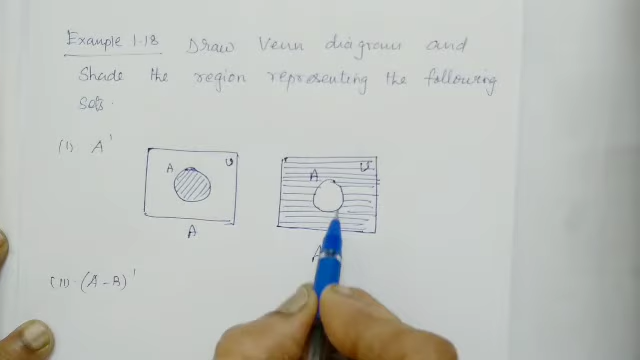 Example 1.18 Draw Venn diagram and
Shade the region representing the following
sets.
(i) A'
A U
A U
A
A
(ii) (A - B)'